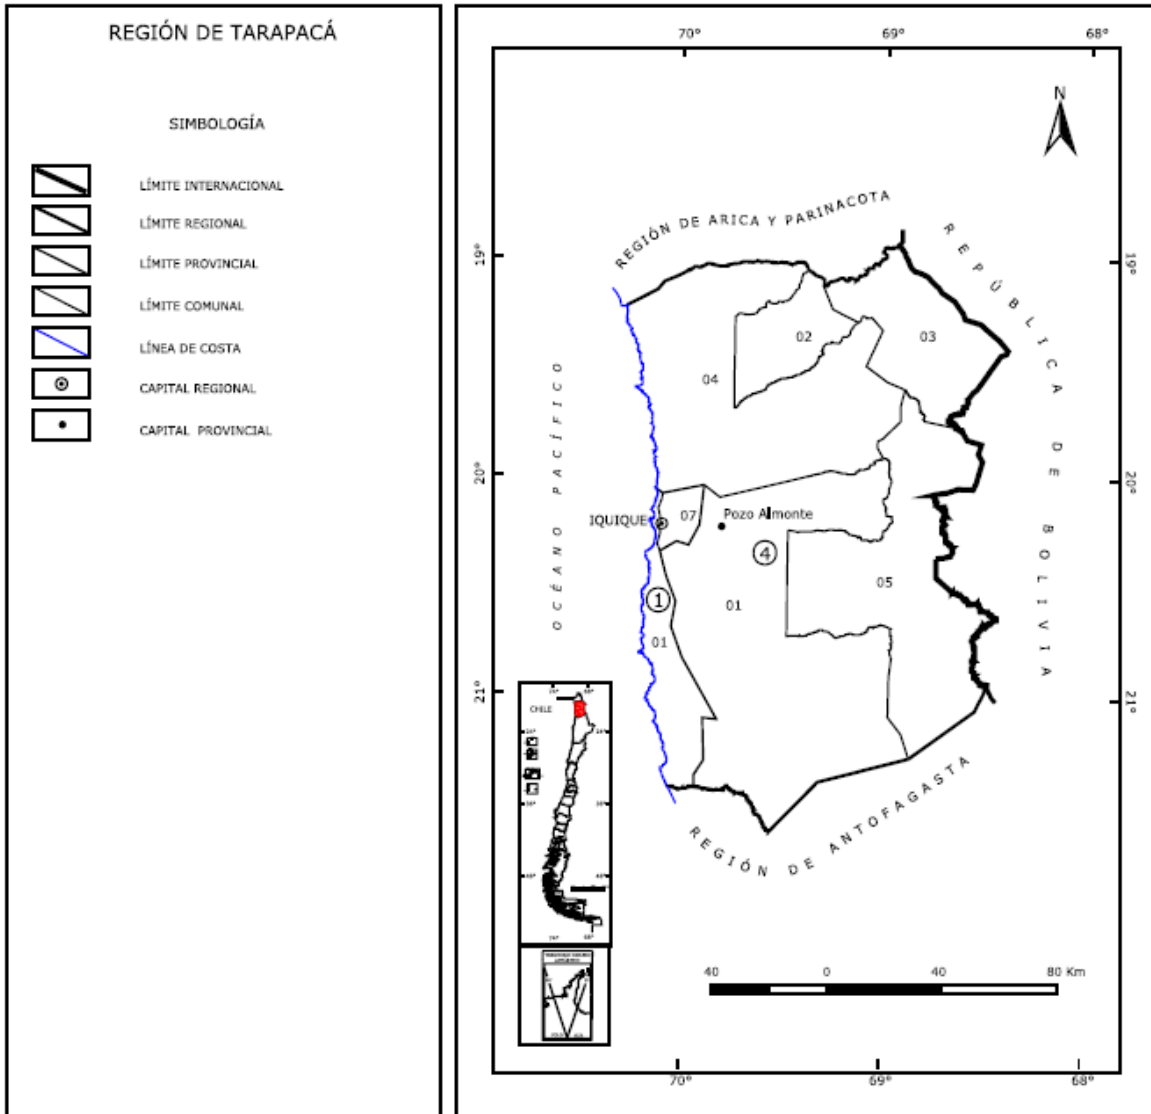 REGIÓN DE TARAPACÁ
SIMBOLOGÍA
LÍMITE INTERNACIONAL
LÍMITE REGIONAL
LÍMITE PROVINCIAL
LÍMITE COMUNAL
LÍNEA DE COSTA
CAPITAL REGIONAL
CAPITAL PROVINCIAL
70° 69° 68°
N
REGIÓN DE ARICA Y PARINACOTA
REPÚBLICA DE BOLIVIA
19° 19°
02 03
04
OCÉANO PACÍFICO
20° 20°
IQUIQUE 07 Pozo Almonte
4
05
1 01
01
21° 21°
CHILE
REGIÓN DE ANTOFAGASTA
40 0 40 80 Km
70° 69° 68°